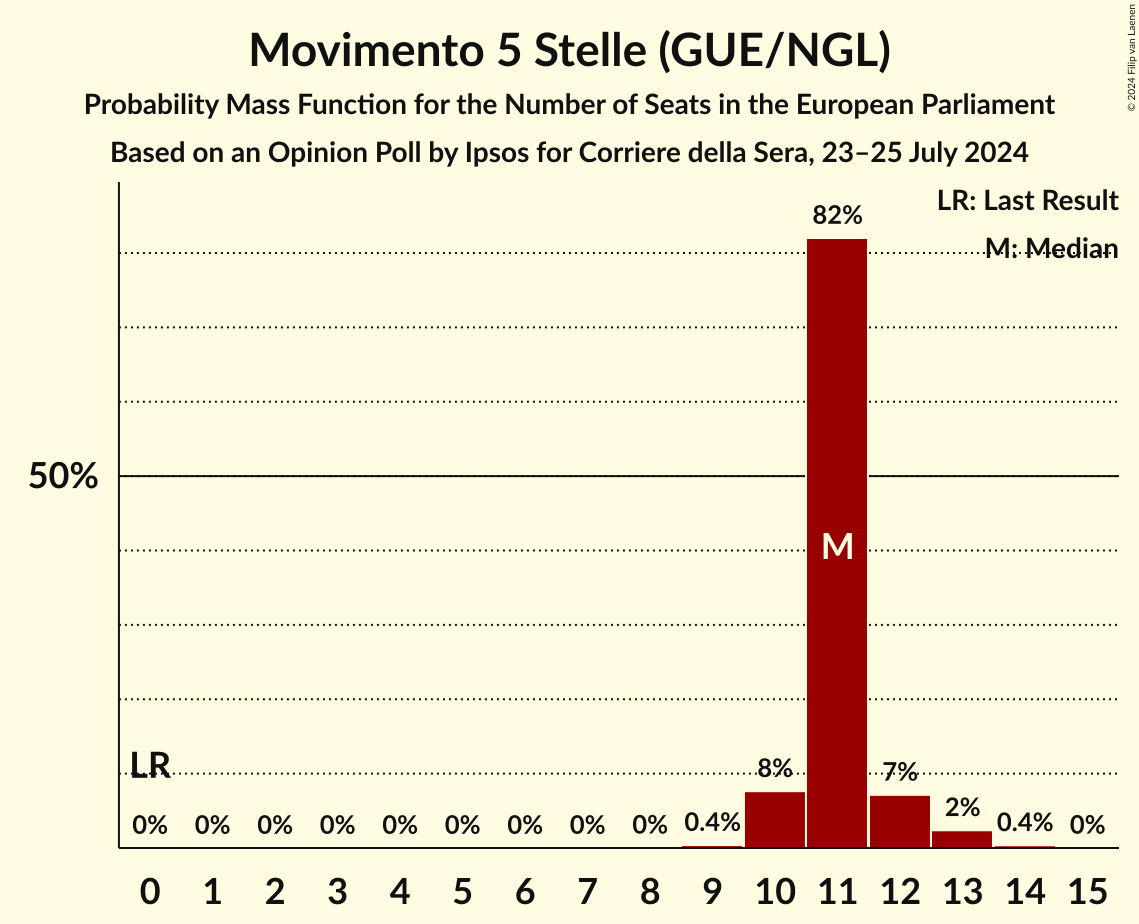 Movimento 5 Stelle (GUE/NGL)
Probability Mass Function for the Number of Seats in the European Parliament
Based on an Opinion Poll by Ipsos for Corriere della Sera, 23–25 July 2024
© 2024 Filip van Laenen
LR: Last Result
M: Median
82%
50%
M
LR
8%
7%
0% 0% 0% 0% 0% 0% 0% 0% 0% 0.4% 2% 0.4% 0%
0 1 2 3 4 5 6 7 8 9 10 11 12 13 14 15